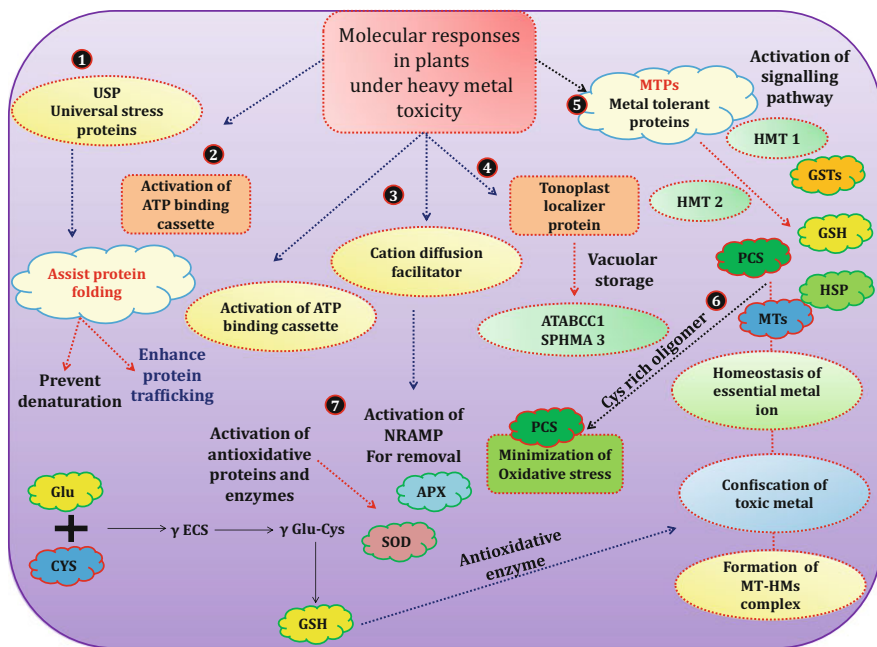 Molecular responses
in plants
under heavy metal
toxicity
1
USP
Universal stress
proteins
2
Activation of
ATP binding
cassette
Assist protein
folding
Prevent
denaturation
Enhance
protein
trafficking
3
Activation of ATP
binding cassette
Cation diffusion
facilitator
Activation of
NRAMP
For removal
4
Tonoplast
localizer
protein
Vacuolar
storage
ATABCC1
SPHMA 3
5
MTPs
Metal tolerant
proteins
Activation of
signalling
pathway
HMT 1
GSTs
HMT 2
GSH
PCS
HSP
MTs
6
Cys rich oligomer
PCS
Minimization of
Oxidative stress
Homeostasis of
essential metal
ion
Confiscation of
toxic metal
Formation of
MT-HMs
complex
7
Activation of
antioxidative
proteins and
enzymes
APX
SOD
Glu
+
CYS
γ ECS
γ Glu-Cys
GSH
Antioxidative
enzyme